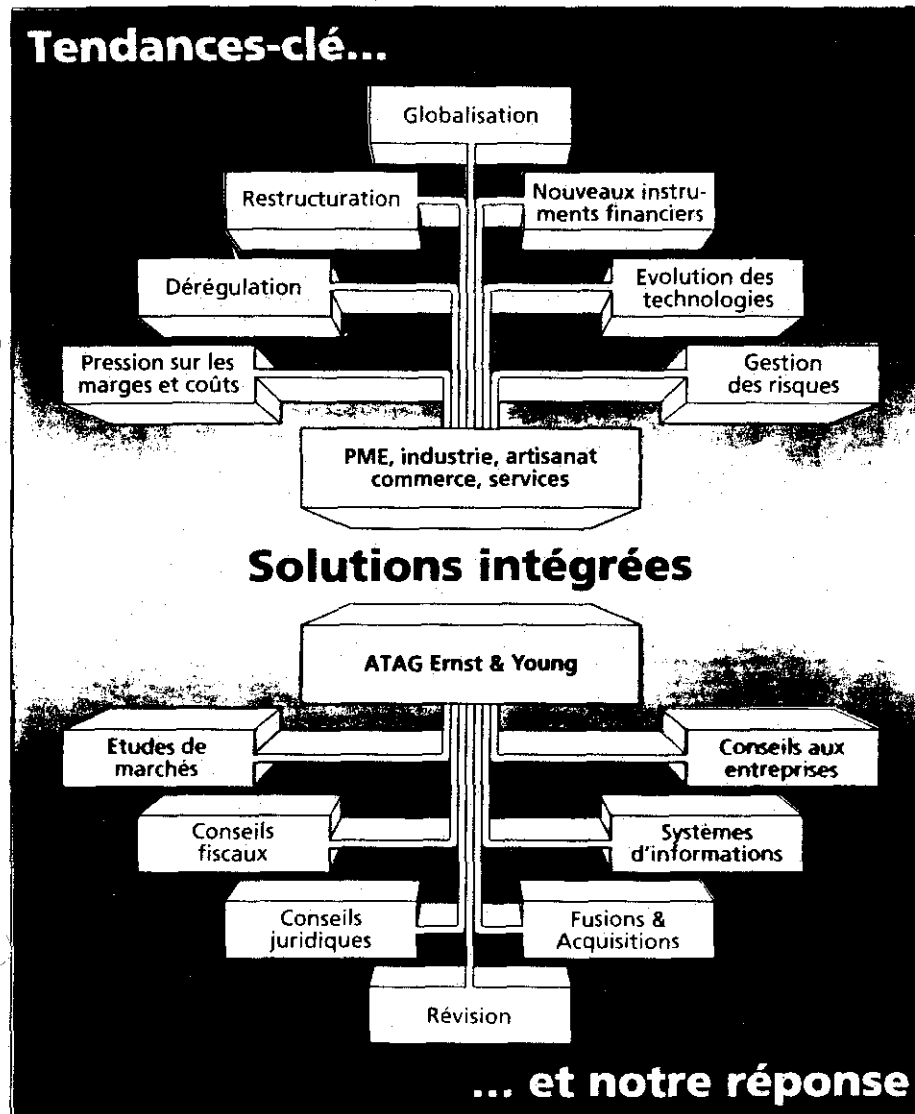 Tendances-clé...
Globalisation
Restructuration
Nouveaux instru-
ments financiers
Dérégulation
Evolution des
technologies
Pression sur les
marges et coûts
Gestion
des risques
PME, industrie, artisanat
commerce, services
Solutions intégrées
ATAG Ernst & Young
Etudes de
marchés
Conseils aux
entreprises
Conseils
fiscaux
Systèmes
d'informations
Conseils
juridiques
Fusions &
Acquisitions
Révision
... et notre réponse